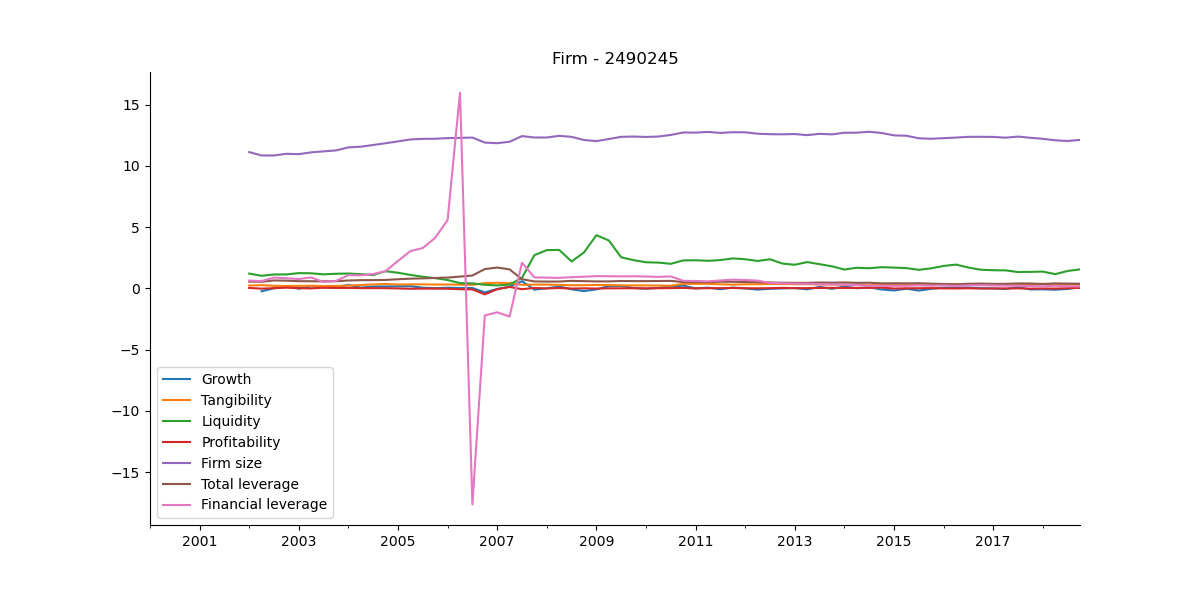 Firm - 2490245
15
10
5
0
−5
−10
−15
Growth
Tangibility
Liquidity
Profitability
Firm size
Total leverage
Financial leverage
2001 2003 2005 2007 2009 2011 2013 2015 2017